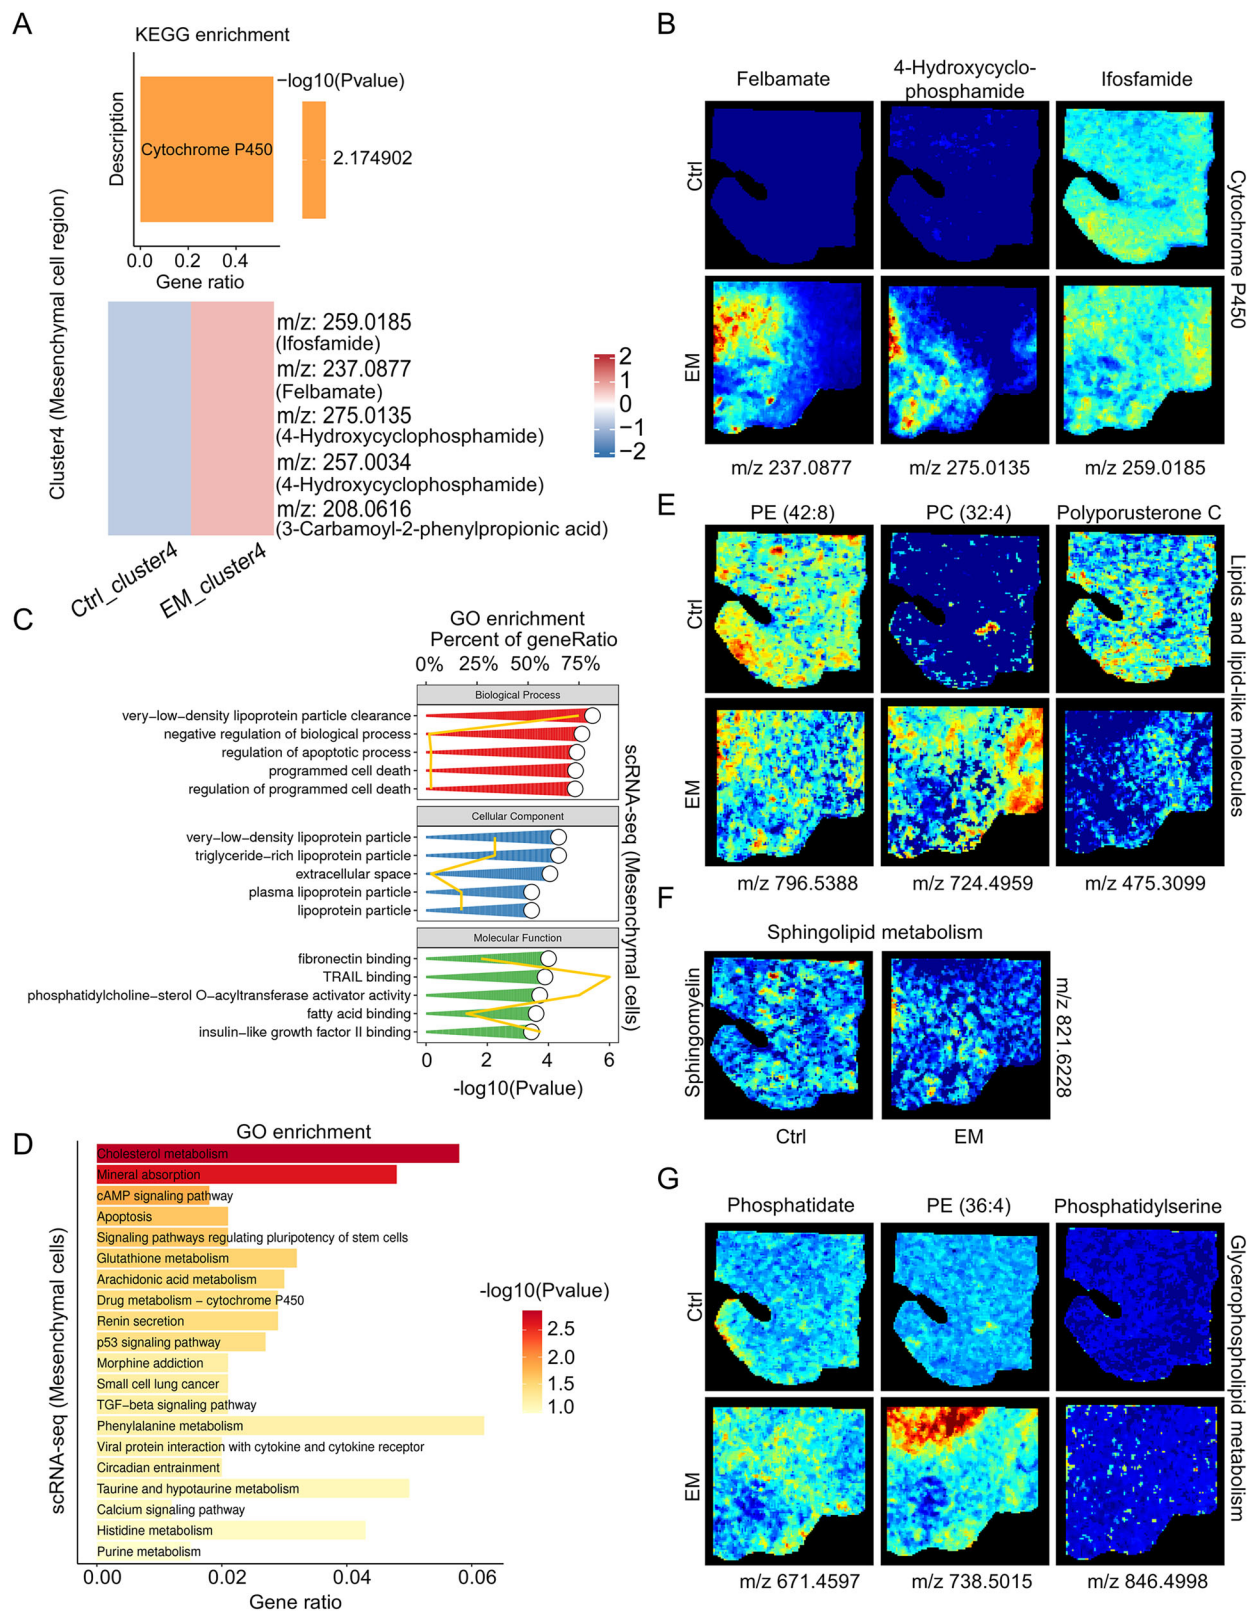 A
KEGG enrichment
Description
Cytochrome P450
−log10(Pvalue)
2.174902
0.0 0.2 0.4
Gene ratio
Cluster4 (Mesenchymal cell region)
m/z: 259.0185
(Ifosfamide)
m/z: 237.0877
(Felbamate)
m/z: 275.0135
(4-Hydroxycyclophosphamide)
m/z: 257.0034
(4-Hydroxycyclophosphamide)
m/z: 208.0616
(3-Carbamoyl-2-phenylpropionic acid)
2
1
0
−1
−2
Ctrl_cluster4
EM_cluster4
B
Felbamate
4-Hydroxycyclo-
phosphamide
Ifosfamide
Ctrl
EM
Cytochrome P450
m/z 237.0877
m/z 275.0135
m/z 259.0185
C
GO enrichment
Percent of geneRatio
0% 25% 50% 75%
Biological Process
very−low−density lipoprotein particle clearance
negative regulation of biological process
regulation of apoptotic process
programmed cell death
regulation of programmed cell death
Cellular Component
very−low−density lipoprotein particle
triglyceride−rich lipoprotein particle
extracellular space
plasma lipoprotein particle
lipoprotein particle
Molecular Function
fibronectin binding
TRAIL binding
phosphatidylcholine−sterol O−acyltransferase activator activity
fatty acid binding
insulin−like growth factor II binding
0 2 4 6
-log10(Pvalue)
scRNA-seq (Mesenchymal cells)
D
GO enrichment
scRNA-seq (Mesenchymal cells)
Cholesterol metabolism
Mineral absorption
cAMP signaling pathway
Apoptosis
Signaling pathways regulating pluripotency of stem cells
Glutathione metabolism
Arachidonic acid metabolism
Drug metabolism − cytochrome P450
Renin secretion
p53 signaling pathway
Morphine addiction
Small cell lung cancer
TGF−beta signaling pathway
Phenylalanine metabolism
Viral protein interaction with cytokine and cytokine receptor
Circadian entrainment
Taurine and hypotaurine metabolism
Calcium signaling pathway
Histidine metabolism
Purine metabolism
0.00 0.02 0.04 0.06
Gene ratio
-log10(Pvalue)
2.5
2.0
1.5
1.0
E
PE (42:8)
PC (32:4)
Polyporusterone C
Ctrl
EM
Lipids and lipid-like molecules
m/z 796.5388
m/z 724.4959
m/z 475.3099
F
Sphingolipid metabolism
Sphingomyelin
m/z 821.6228
Ctrl
EM
G
Phosphatidate
PE (36:4)
Phosphatidylserine
Ctrl
EM
Glycerophospholipid metabolism
m/z 671.4597
m/z 738.5015
m/z 846.4998